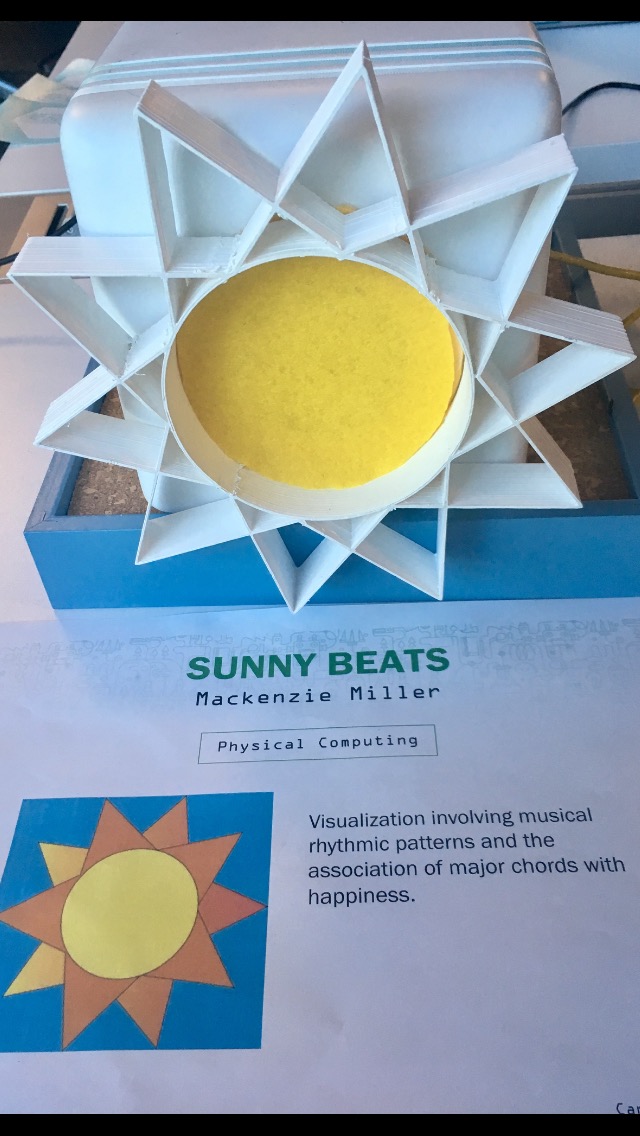 SUNNY BEATS
Mackenzie Miller
Physical Computing
Visualization involving musical
rhythmic patterns and the
association of major chords with
happiness.